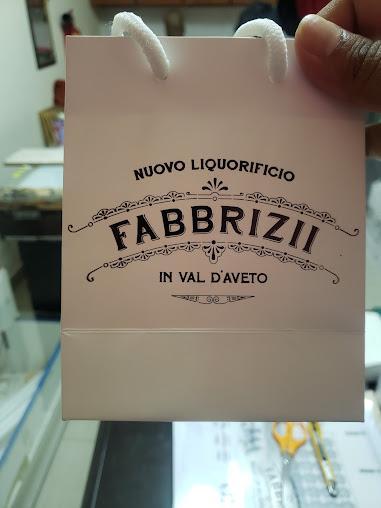 NUOVO LIQUORIFICIO
FABBRIZII
IN VAL D'AVETO